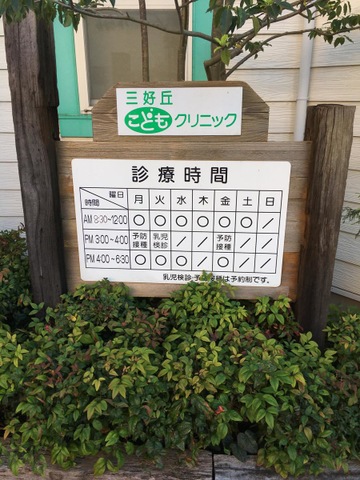 三好丘
こどもクリニック
診療時間
曜日 時間 月 火 水 木 金 土 日
AM 8:30~12:00 ○ ○ ○ ○ ○ ○ /
PM 3:00~4:00 予防接種 乳児検診 / / 予防接種 / /
PM 4:00~6:30 ○ ○ ○ / ○ / /
乳児検診・予防接種は予約制です。